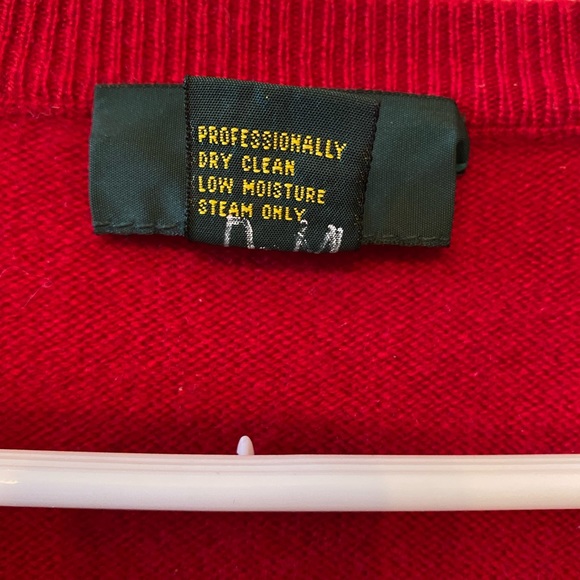 PROFESSIONALLY
DRY CLEAN
LOW MOISTURE
STEAM ONLY